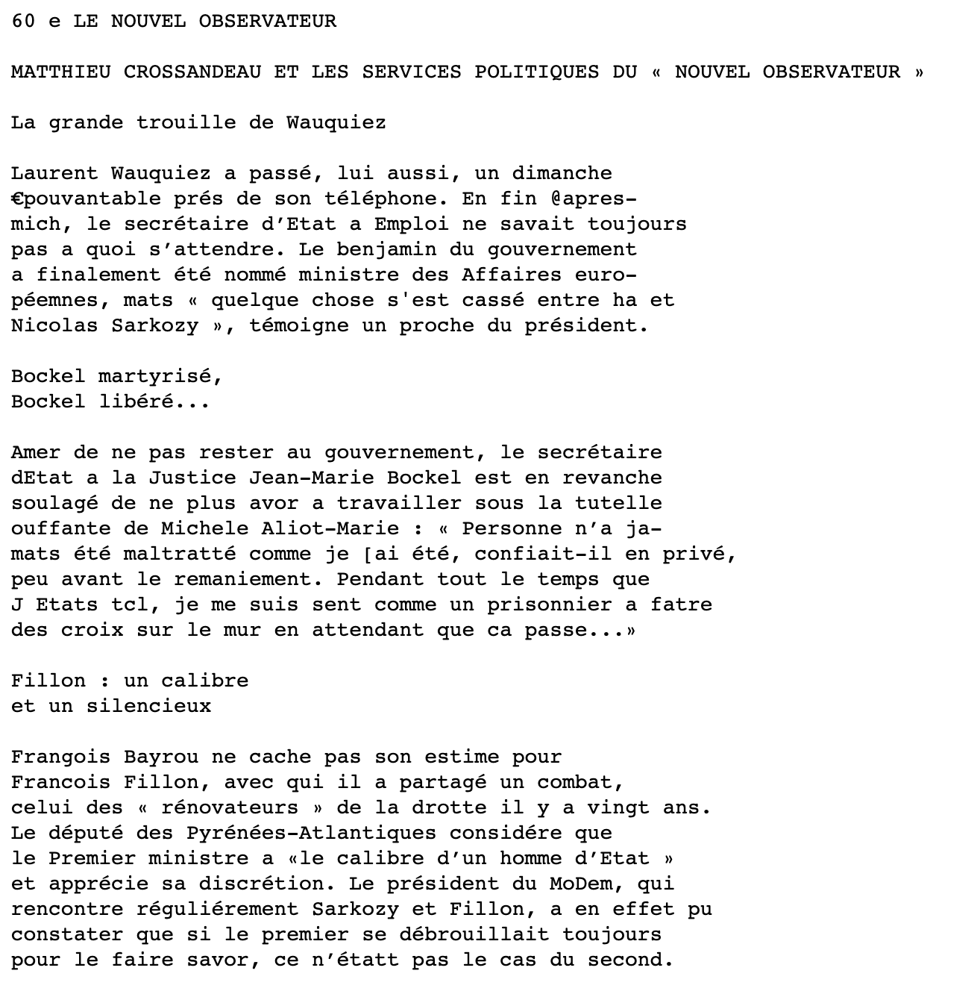 60 e LE NOUVEL OBSERVATEUR
MATTHIEU CROSSANDEAU ET LES SERVICES POLITIQUES DU « NOUVEL OBSERVATEUR »
La grande trouille de Wauquiez
Laurent Wauquiez a passé, lui aussi, un dimanche
€pouvantable prés de son téléphone. En fin @apres-
mich, le secrétaire d’Etat a Emploi ne savait toujours
pas a quoi s’attendre. Le benjamin du gouvernement
a finalement été nommé ministre des Affaires euro-
péemnes, mats « quelque chose s'est cassé entre ha et
Nicolas Sarkozy », témoigne un proche du président.
Bockel martyrisé,
Bockel libéré...
Amer de ne pas rester au gouvernement, le secrétaire
dEtat a la Justice Jean-Marie Bockel est en revanche
soulagé de ne plus avor a travailler sous la tutelle
ouffante de Michele Aliot-Marie : « Personne n’a ja-
mats été maltratté comme je [ai été, confiait-il en privé,
peu avant le remaniement. Pendant tout le temps que
J Etats tcl, je me suis sent comme un prisonnier a fatre
des croix sur le mur en attendant que ca passe...»
Fillon : un calibre
et un silencieux
Frangois Bayrou ne cache pas son estime pour
Francois Fillon, avec qui il a partagé un combat,
celui des « rénovateurs » de la drotte il y a vingt ans.
Le député des Pyrénées-Atlantiques considére que
le Premier ministre a «le calibre d’un homme d’Etat »
et apprécie sa discrétion. Le président du MoDem, qui
rencontre réguliérement Sarkozy et Fillon, a en effet pu
constater que si le premier se débrouillait toujours
pour le faire savor, ce n’étatt pas le cas du second.